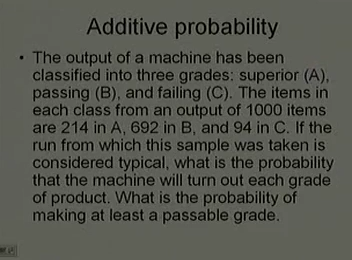 Additive probability
• The output of a machine has been
classified into three grades: superior (A),
passing (B), and failing (C). The items in
each class from an output of 1000 items
are 214 in A, 692 in B, and 94 in C. If the
run from which this sample was taken is
considered typical, what is the probability
that the machine will turn out each grade
of product. What is the probability of
making at least a passable grade.